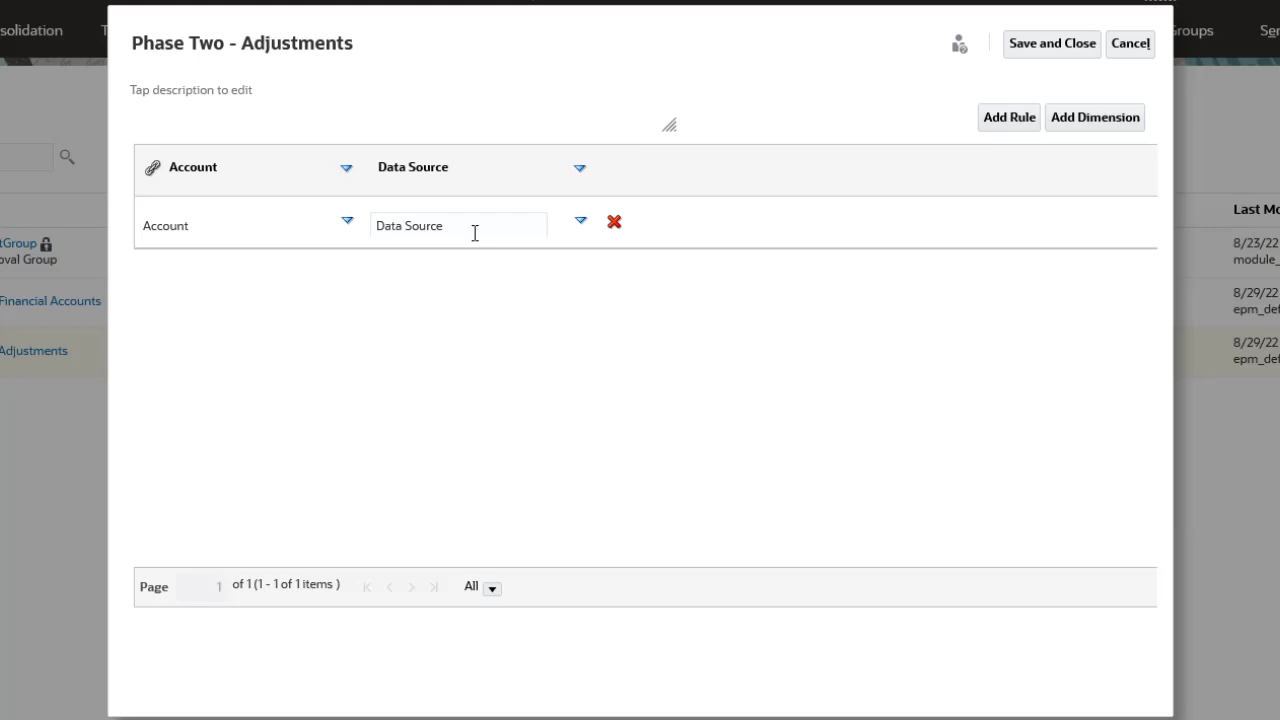 solidation
T
Groups
Ser
Phase Two - Adjustments
Save and Close
Cancel
Tap description to edit
Add Rule
Add Dimension
Account
Data Source
Account
Data Source
Last Mo
tGroup
oval Group
8/23/22
module_
Financial Accounts
8/29/22
epm_def
Adjustments
8/29/22
epm_def
Page 1 of 1 (1 - 1 of 1 items ) All